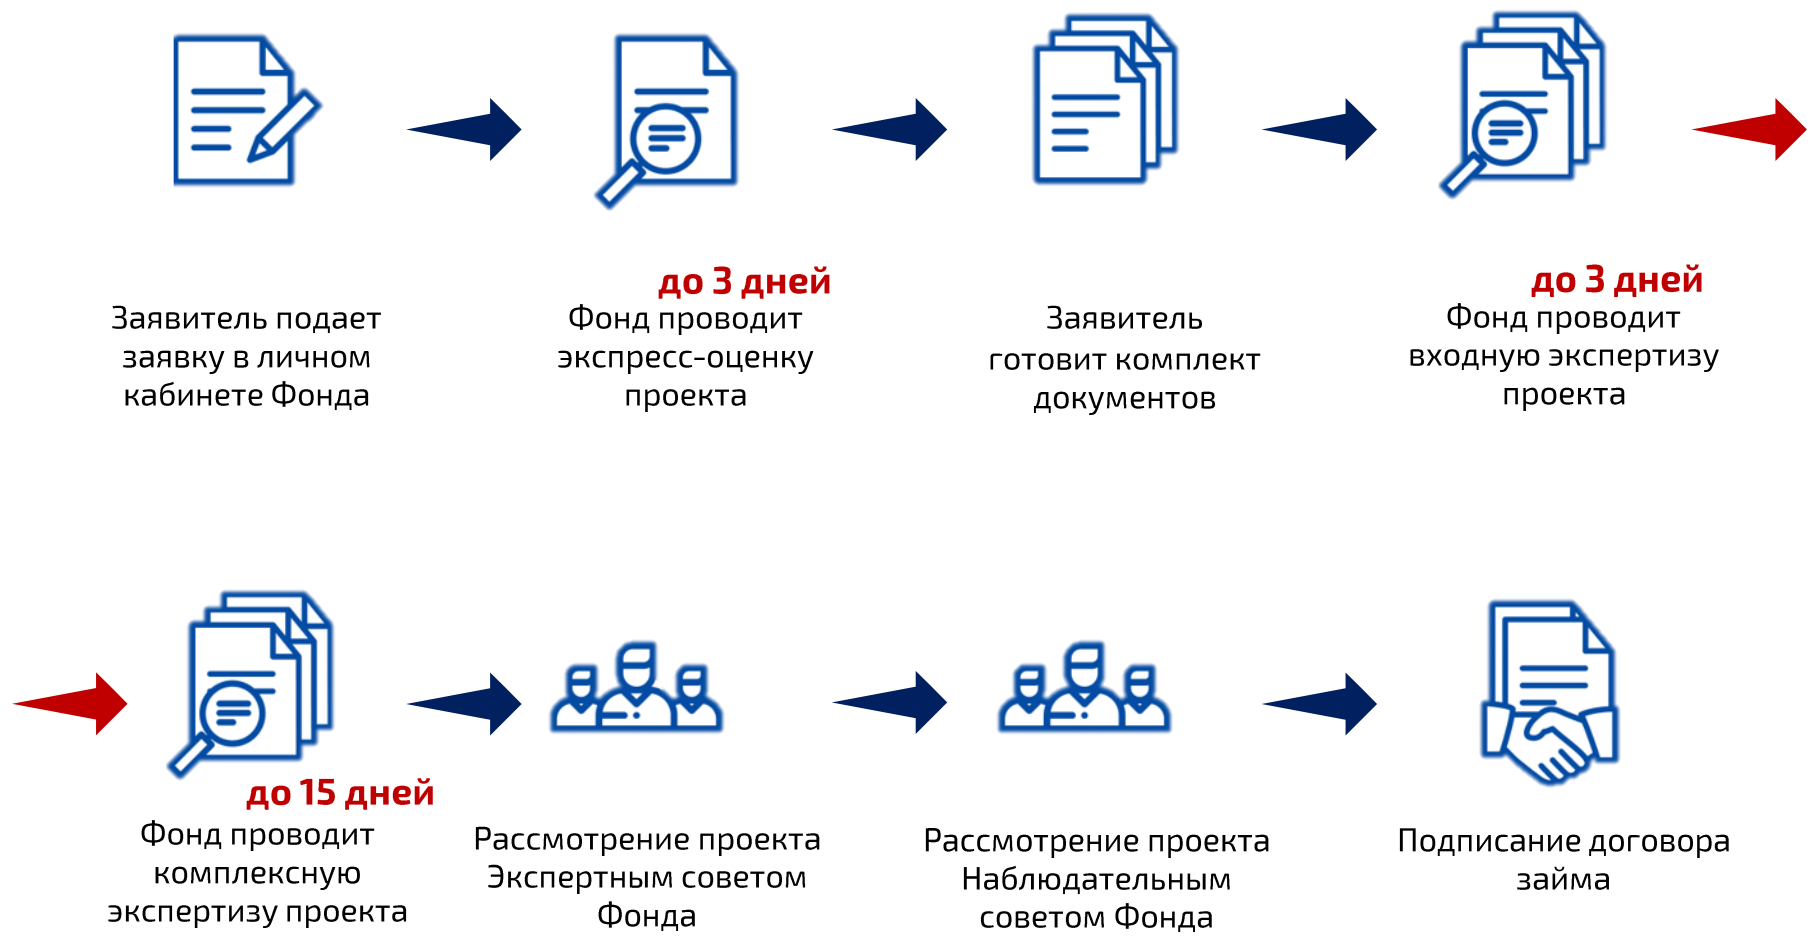 Заявитель подает
заявку в личном
кабинете Фонда
до 3 дней
Фонд проводит
экспресс-оценку
проекта
Заявитель
готовит комплект
документов
до 3 дней
Фонд проводит
входную экспертизу
проекта
до 15 дней
Фонд проводит
комплексную
экспертизу проекта
Рассмотрение проекта
Экспертным советом
Фонда
Рассмотрение проекта
Наблюдательным
советом Фонда
Подписание договора
займа